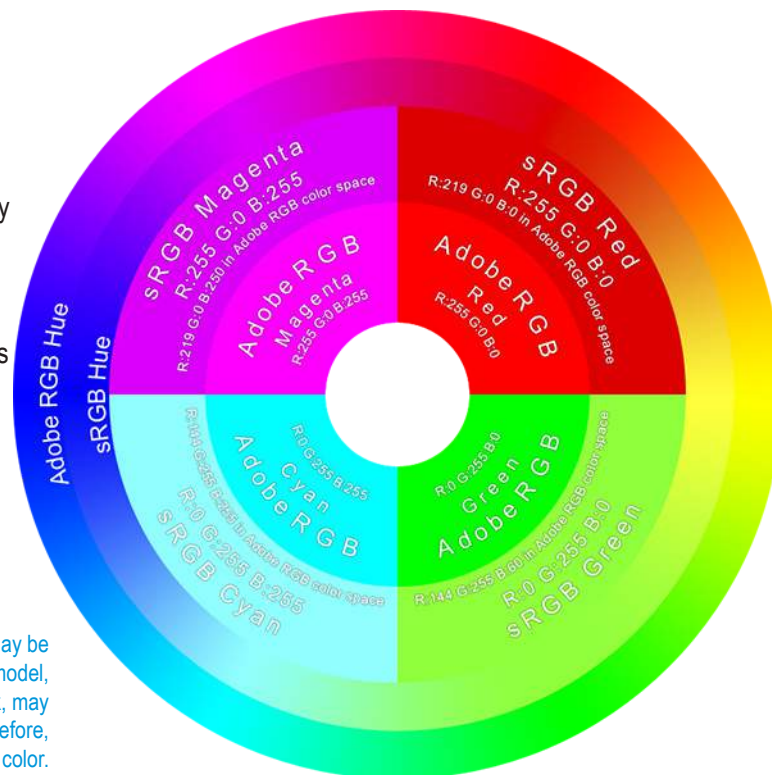 y
s
Adobe RGB Hue
sRGB Hue
sRGB Magenta
R:255 G:0 B:255
R:219 G:0 B:250 in Adobe RGB color space
Adobe RGB
Magenta
R:255 G:0 B:255
sRGB Red
R:255 G:0 B:0
R:219 G:0 B:0 in Adobe RGB color space
Adobe RGB
Red
R:255 G:0 B:0
R:0 G:255 B:255
Cyan
Adobe RGB
R:144 G:255 B:255 in Adobe RGB color space
R:0 G:255 B:255
sRGB Cyan
R:0 G:255 B:0
Green
Adobe RGB
R:144 G:255 B:60 in Adobe RGB color space
R:0 G:255 B:0
sRGB Green
ay be
model,
, may
efore,
color.